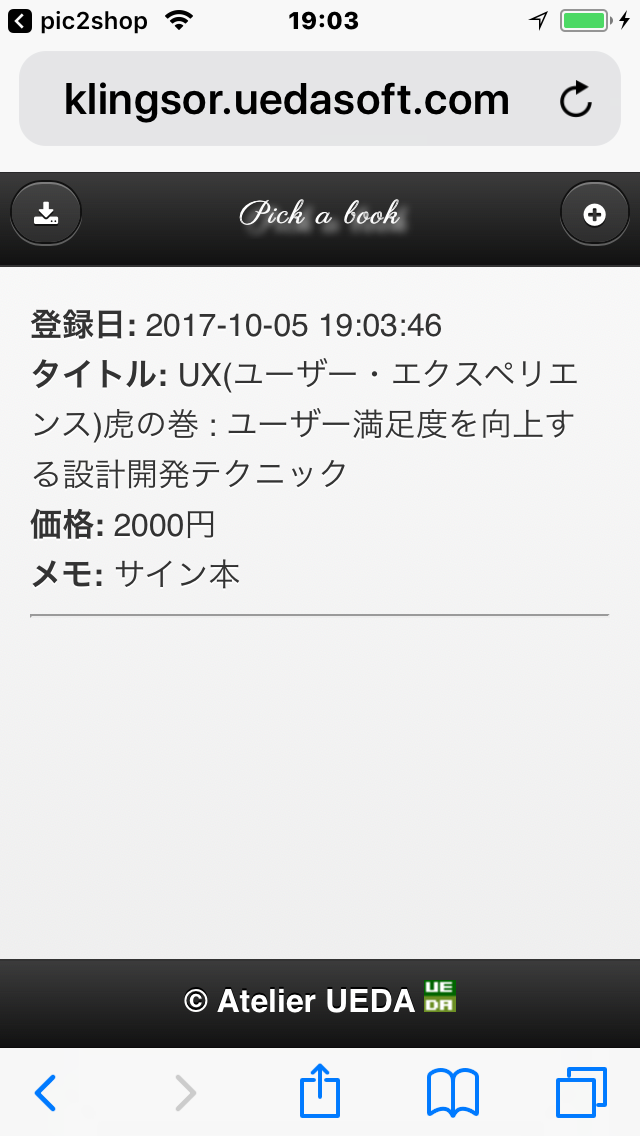 pic2shop 19:03
klingsor.uedasoft.com
Pick a book
登録日: 2017-10-05 19:03:46
タイトル: UX(ユーザー・エクスペリエ
ンス)虎の巻 : ユーザー満足度を向上す
る設計開発テクニック
価格: 2000円
メモ: サイン本
© Atelier UEDA UE
DA